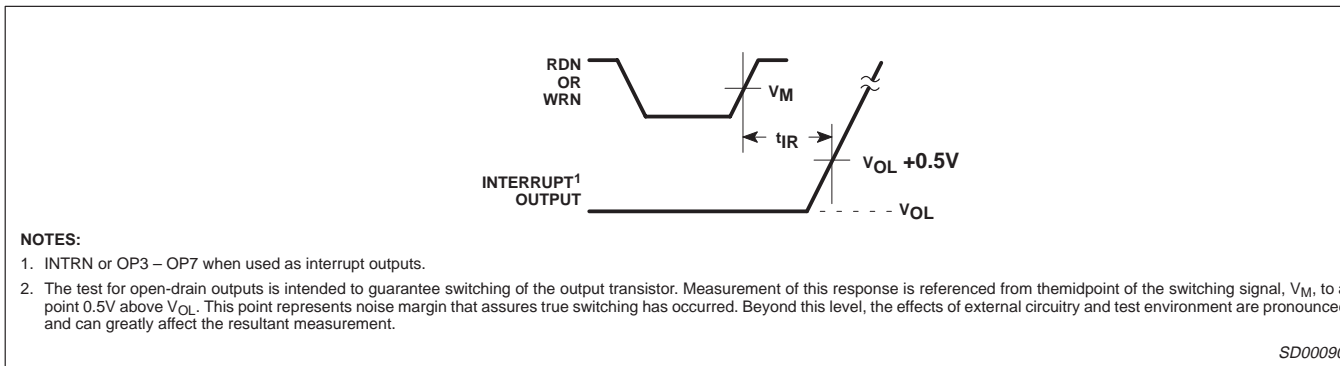 RDN
OR
WRN
VM
tIR
VOL +0.5V
INTERRUPT1
OUTPUT
VOL
NOTES:
1. INTRN or OP3 – OP7 when used as interrupt outputs.
2. The test for open-drain outputs is intended to guarantee switching of the output transistor. Measurement of this response is referenced from themidpoint of the switching signal, VM, to a
point 0.5V above VOL. This point represents noise margin that assures true switching has occurred. Beyond this level, the effects of external circuitry and test environment are pronounced
and can greatly affect the resultant measurement.
SD00090